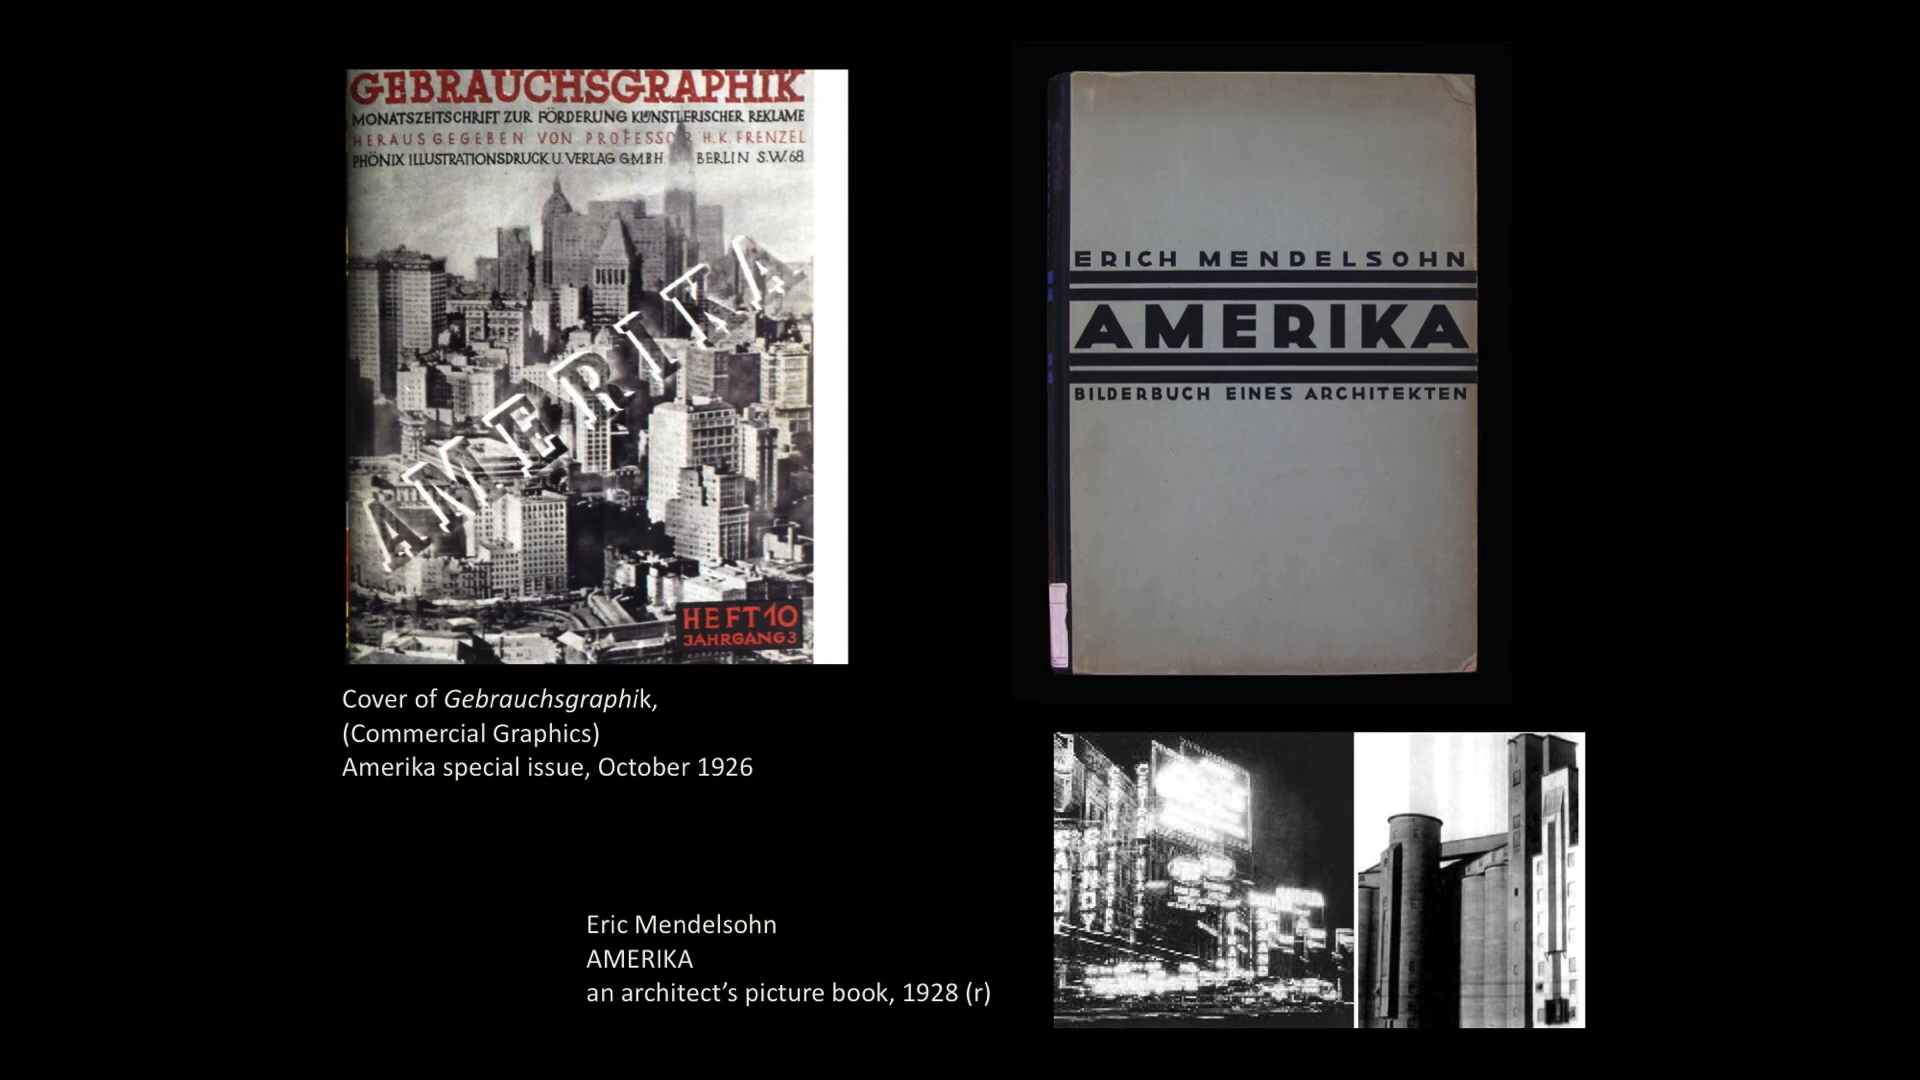 GEBRAUCHSGRAPHIK
MONATSZEITSCHRIFT ZUR FÖRDERUNG KÜNSTLERISCHER REKLAME
HERAUSGEGEBEN VON PROFESSOR H.K. FRENZEL
PHÖNIX ILLUSTRATIONSDRUCK U. VERLAG G.M.B.H. BERLIN S.W.68.
AMERIKA
HEFT 10
JAHRGANG 3
Cover of Gebrauchsgraphik,
(Commercial Graphics)
Amerika special issue, October 1926
ERICH MENDELSOHN
AMERIKA
BILDERBUCH EINES ARCHITEKTEN
Eric Mendelsohn
AMERIKA
an architect’s picture book, 1928 (r)